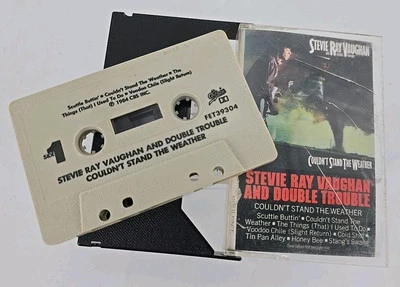 Scuttle Buttin' • Couldn't Stand The Weather • The
Things (That) I Used To Do • Voodoo Chile (Slight Return)
℗ 1984 CBS INC.
Epic
FET39304
SIDE 1
STEVIE RAY VAUGHAN AND DOUBLE TROUBLE
COULDN'T STAND THE WEATHER
STEVIE RAY VAUGHAN
COULDN'T STAND THE WEATHER
STEVIE RAY VAUGHAN
AND DOUBLE TROUBLE
COULDN'T STAND THE WEATHER
Scuttle Buttin' • Couldn't Stand The
Weather • The Things (That) I Used To Do
Voodoo Chile (Slight Return) • Cold Shot
Tin Pan Alley • Honey Bee • Stang's Swang